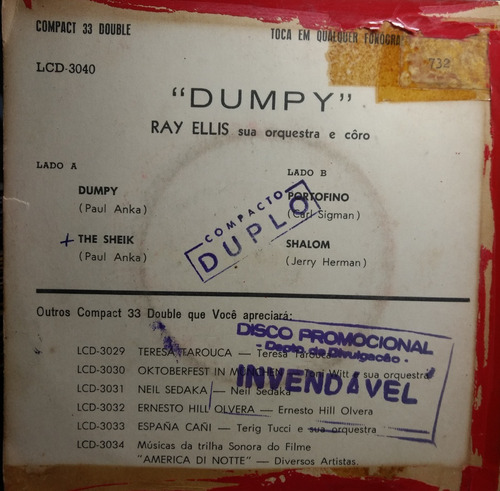 COMPACT 33 DOUBLE
TOCA EM QUALQUER FONOGRA
732
LCD-3040
"DUMPY"
RAY ELLIS sua orquestra e côro
LADO A
DUMPY
(Paul Anka)
+ THE SHEIK
(Paul Anka)
LADO B
PORTOFINO
(Carl Sigman)
SHALOM
(Jerry Herman)
COMPACTO
DUPLO
Outros Compact 33 Double que Você apreciará:
LCD-3029 TERESA TAROUCA — Teresa Tarouca
LCD-3030 OKTOBERFEST IN MÜNCHEN — Toni Witt e sua orquestra
LCD-3031 NEIL SEDAKA — Neil Sedaka
LCD-3032 ERNESTO HILL OLVERA — Ernesto Hill Olvera
LCD-3033 ESPAÑA CAÑI — Terig Tucci e sua orquestra
LCD-3034 Músicas da trilha Sonora do Filme
"AMERICA DI NOTTE" — Diversos Artistas.
DISCO PROMOCIONAL
- Depto. de Divulgacão -
INVENDAVEL